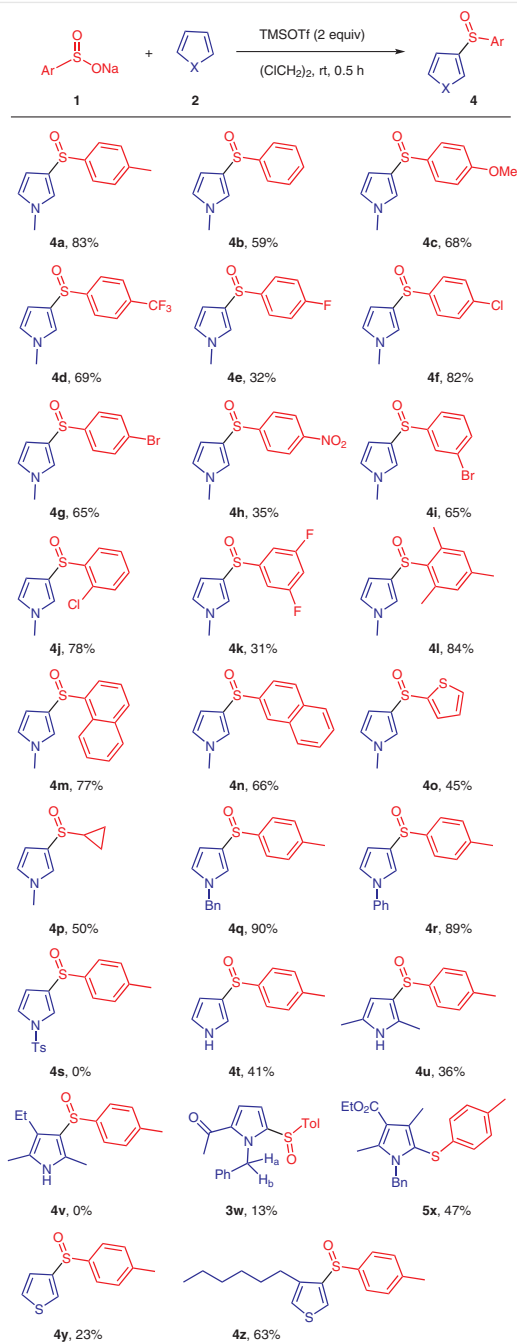 O
Ar S ONa + X TMSOTf (2 equiv) O S Ar
(ClCH2)2, rt, 0.5 h X
1 2 4
O S N O S N O S OMe N
4a, 83% 4b, 59% 4c, 68%
O S CF3 N O S F N O S Cl N
4d, 69% 4e, 32% 4f, 82%
O S Br N O S NO2 N O S Br N
4g, 65% 4h, 35% 4i, 65%
O S Cl N O S F F N O S N
4j, 78% 4k, 31% 4l, 84%
O S N O S N O S S N
4m, 77% 4n, 66% 4o, 45%
O S N O S N Bn O S N Ph
4p, 50% 4q, 90% 4r, 89%
O S N Ts O S N H O S N H
4s, 0% 4t, 41% 4u, 36%
Et O S N H O N S Tol O Ph Ha Hb EtO2C N S Bn
4v, 0% 3w, 13% 5x, 47%
O S S O S S
4y, 23% 4z, 63%